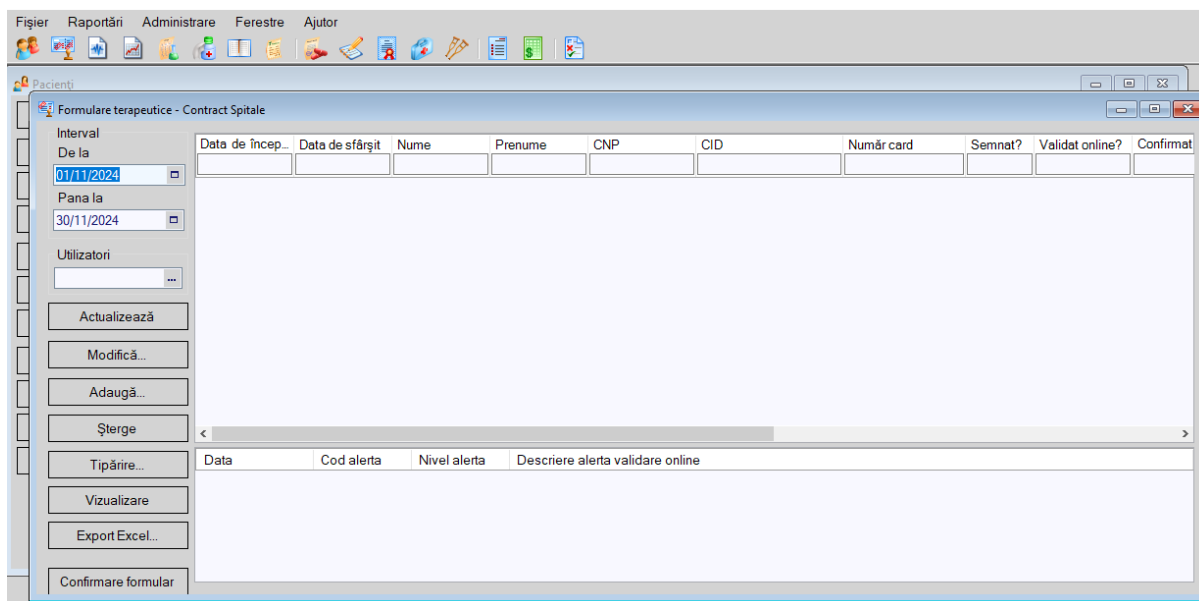 Fişier Raportări Administrare Ferestre Ajutor
Pacienţi
Formulare terapeutice - Contract Spitale
Interval
De la
01/11/2024
Pana la
30/11/2024
Utilizatori
...
Actualizează
Modifică...
Adaugă...
Şterge
Tipărire...
Vizualizare
Export Excel...
Confirmare formular
Data de încep... Data de sfârşit Nume Prenume CNP CID Număr card Semnat? Validat online? Confirmat
Data Cod alerta Nivel alerta Descriere alerta validare online